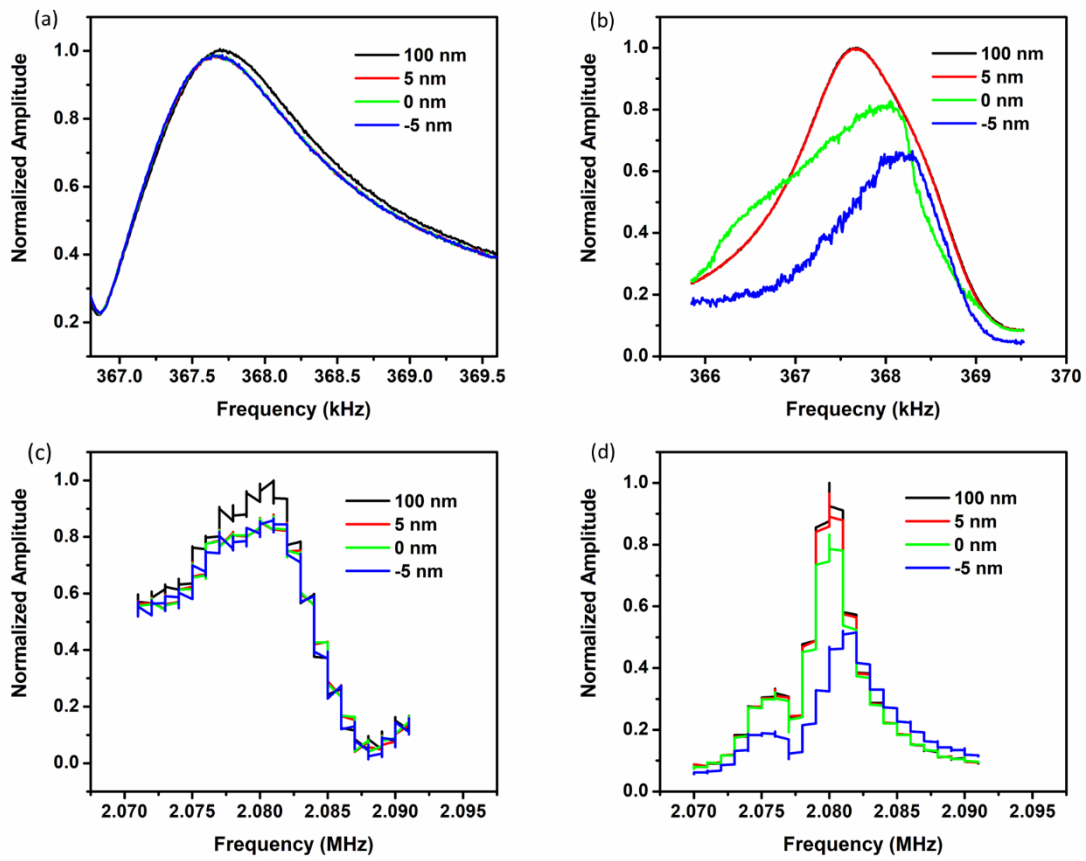 (a)
Normalized Amplitude
1.0
0.8
0.6
0.4
0.2
100 nm
5 nm
0 nm
-5 nm
367.0 367.5 368.0 368.5 369.0 369.5
Frequency (kHz)
(b)
Normalized Amplitude
1.0
0.8
0.6
0.4
0.2
0.0
100 nm
5 nm
0 nm
-5 nm
366 367 368 369 370
Frequecny (kHz)
(c)
Normalized Amplitude
1.0
0.8
0.6
0.4
0.2
0.0
100 nm
5 nm
0 nm
-5 nm
2.070 2.075 2.080 2.085 2.090 2.095
Frequency (MHz)
(d)
Normalized Amplitude
1.0
0.8
0.6
0.4
0.2
0.0
100 nm
5 nm
0 nm
-5 nm
2.070 2.075 2.080 2.085 2.090 2.095
Frequency (MHz)